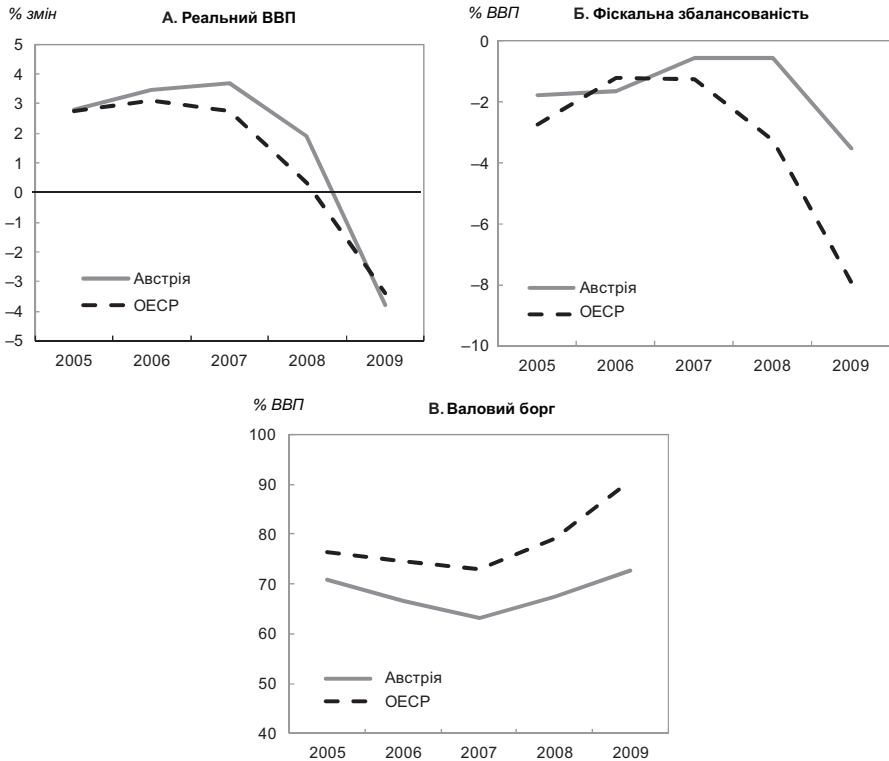 % змін
А. Реальний ВВП
5
4
3
2
1
0
–1
–2
–3
–4
–5
Австрія
ОЕСР
2005 2006 2007 2008 2009
% ВВП
Б. Фіскальна збалансованість
0
–2
–4
–6
–8
–10
Австрія
ОЕСР
2005 2006 2007 2008 2009
% ВВП
В. Валовий борг
100
90
80
70
60
50
40
Австрія
ОЕСР
2005 2006 2007 2008 2009